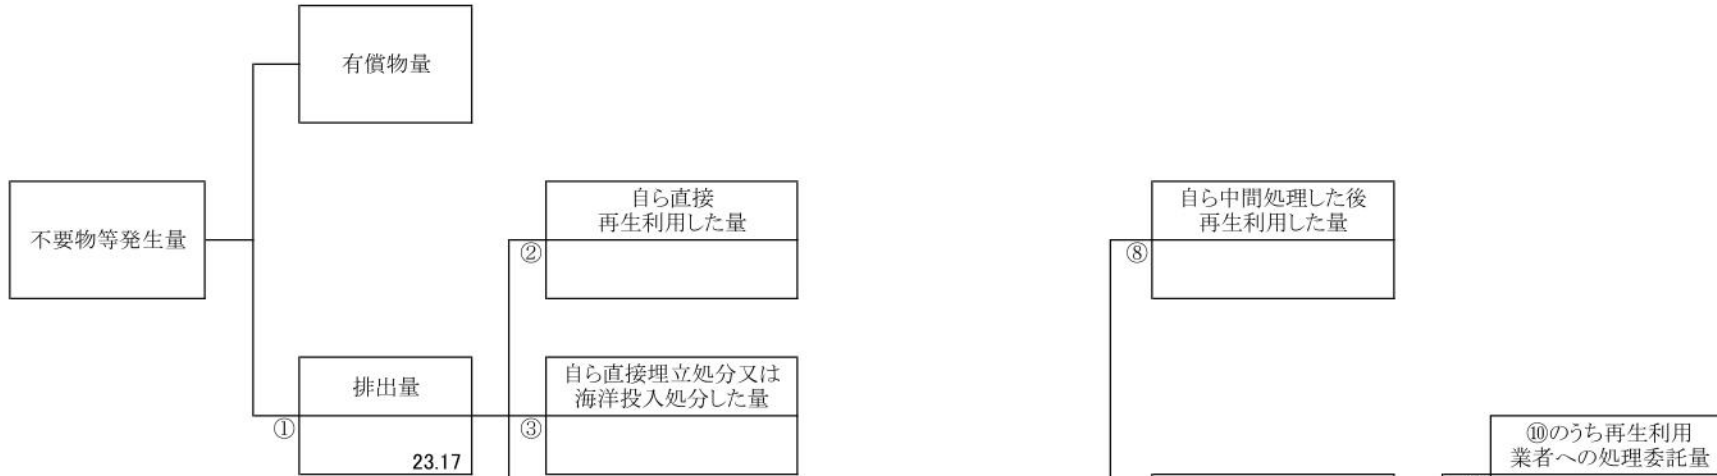 有償物量
不要物等発生量
自ら直接
再生利用した量
②
自ら中間処理した後
再生利用した量
⑧
排出量
①
23.17
自ら直接埋立処分又は
海洋投入処分した量
③
⑩のうち再生利用
業者への処理委託量